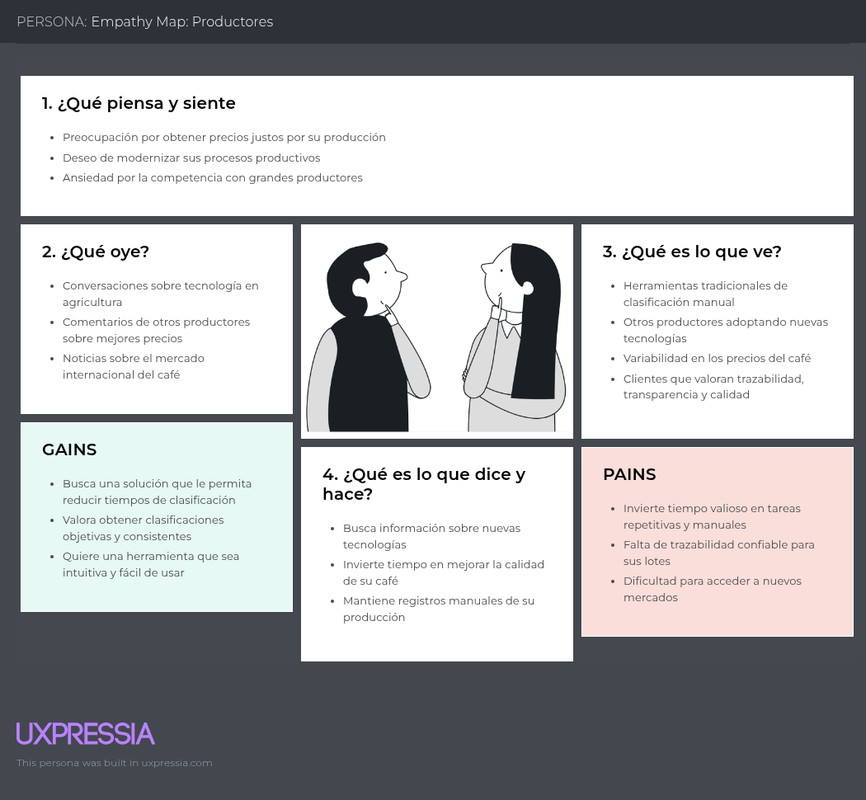 PERSONA: Empathy Map: Productores
1. ¿Qué piensa y siente
• Preocupación por obtener precios justos por su producción
• Deseo de modernizar sus procesos productivos
• Ansiedad por la competencia con grandes productores
2. ¿Qué oye?
• Conversaciones sobre tecnología en
agricultura
• Comentarios de otros productores
sobre mejores precios
• Noticias sobre el mercado
internacional del café
3. ¿Qué es lo que ve?
• Herramientas tradicionales de
clasificación manual
• Otros productores adoptando nuevas
tecnologías
• Variabilidad en los precios del café
• Clientes que valoran trazabilidad,
transparencia y calidad
GAINS
• Busca una solución que le permita
reducir tiempos de clasificación
• Valora obtener clasificaciones
objetivas y consistentes
• Quiere una herramienta que sea
intuitiva y fácil de usar
4. ¿Qué es lo que dice y
hace?
• Busca información sobre nuevas
tecnologías
• Invierte tiempo en mejorar la calidad
de su café
• Mantiene registros manuales de su
producción
PAINS
• Invierte tiempo valioso en tareas
repetitivas y manuales
• Falta de trazabilidad confiable para
sus lotes
• Dificultad para acceder a nuevos
mercados
UXPRESSIA
This persona was built in uxpressia.com